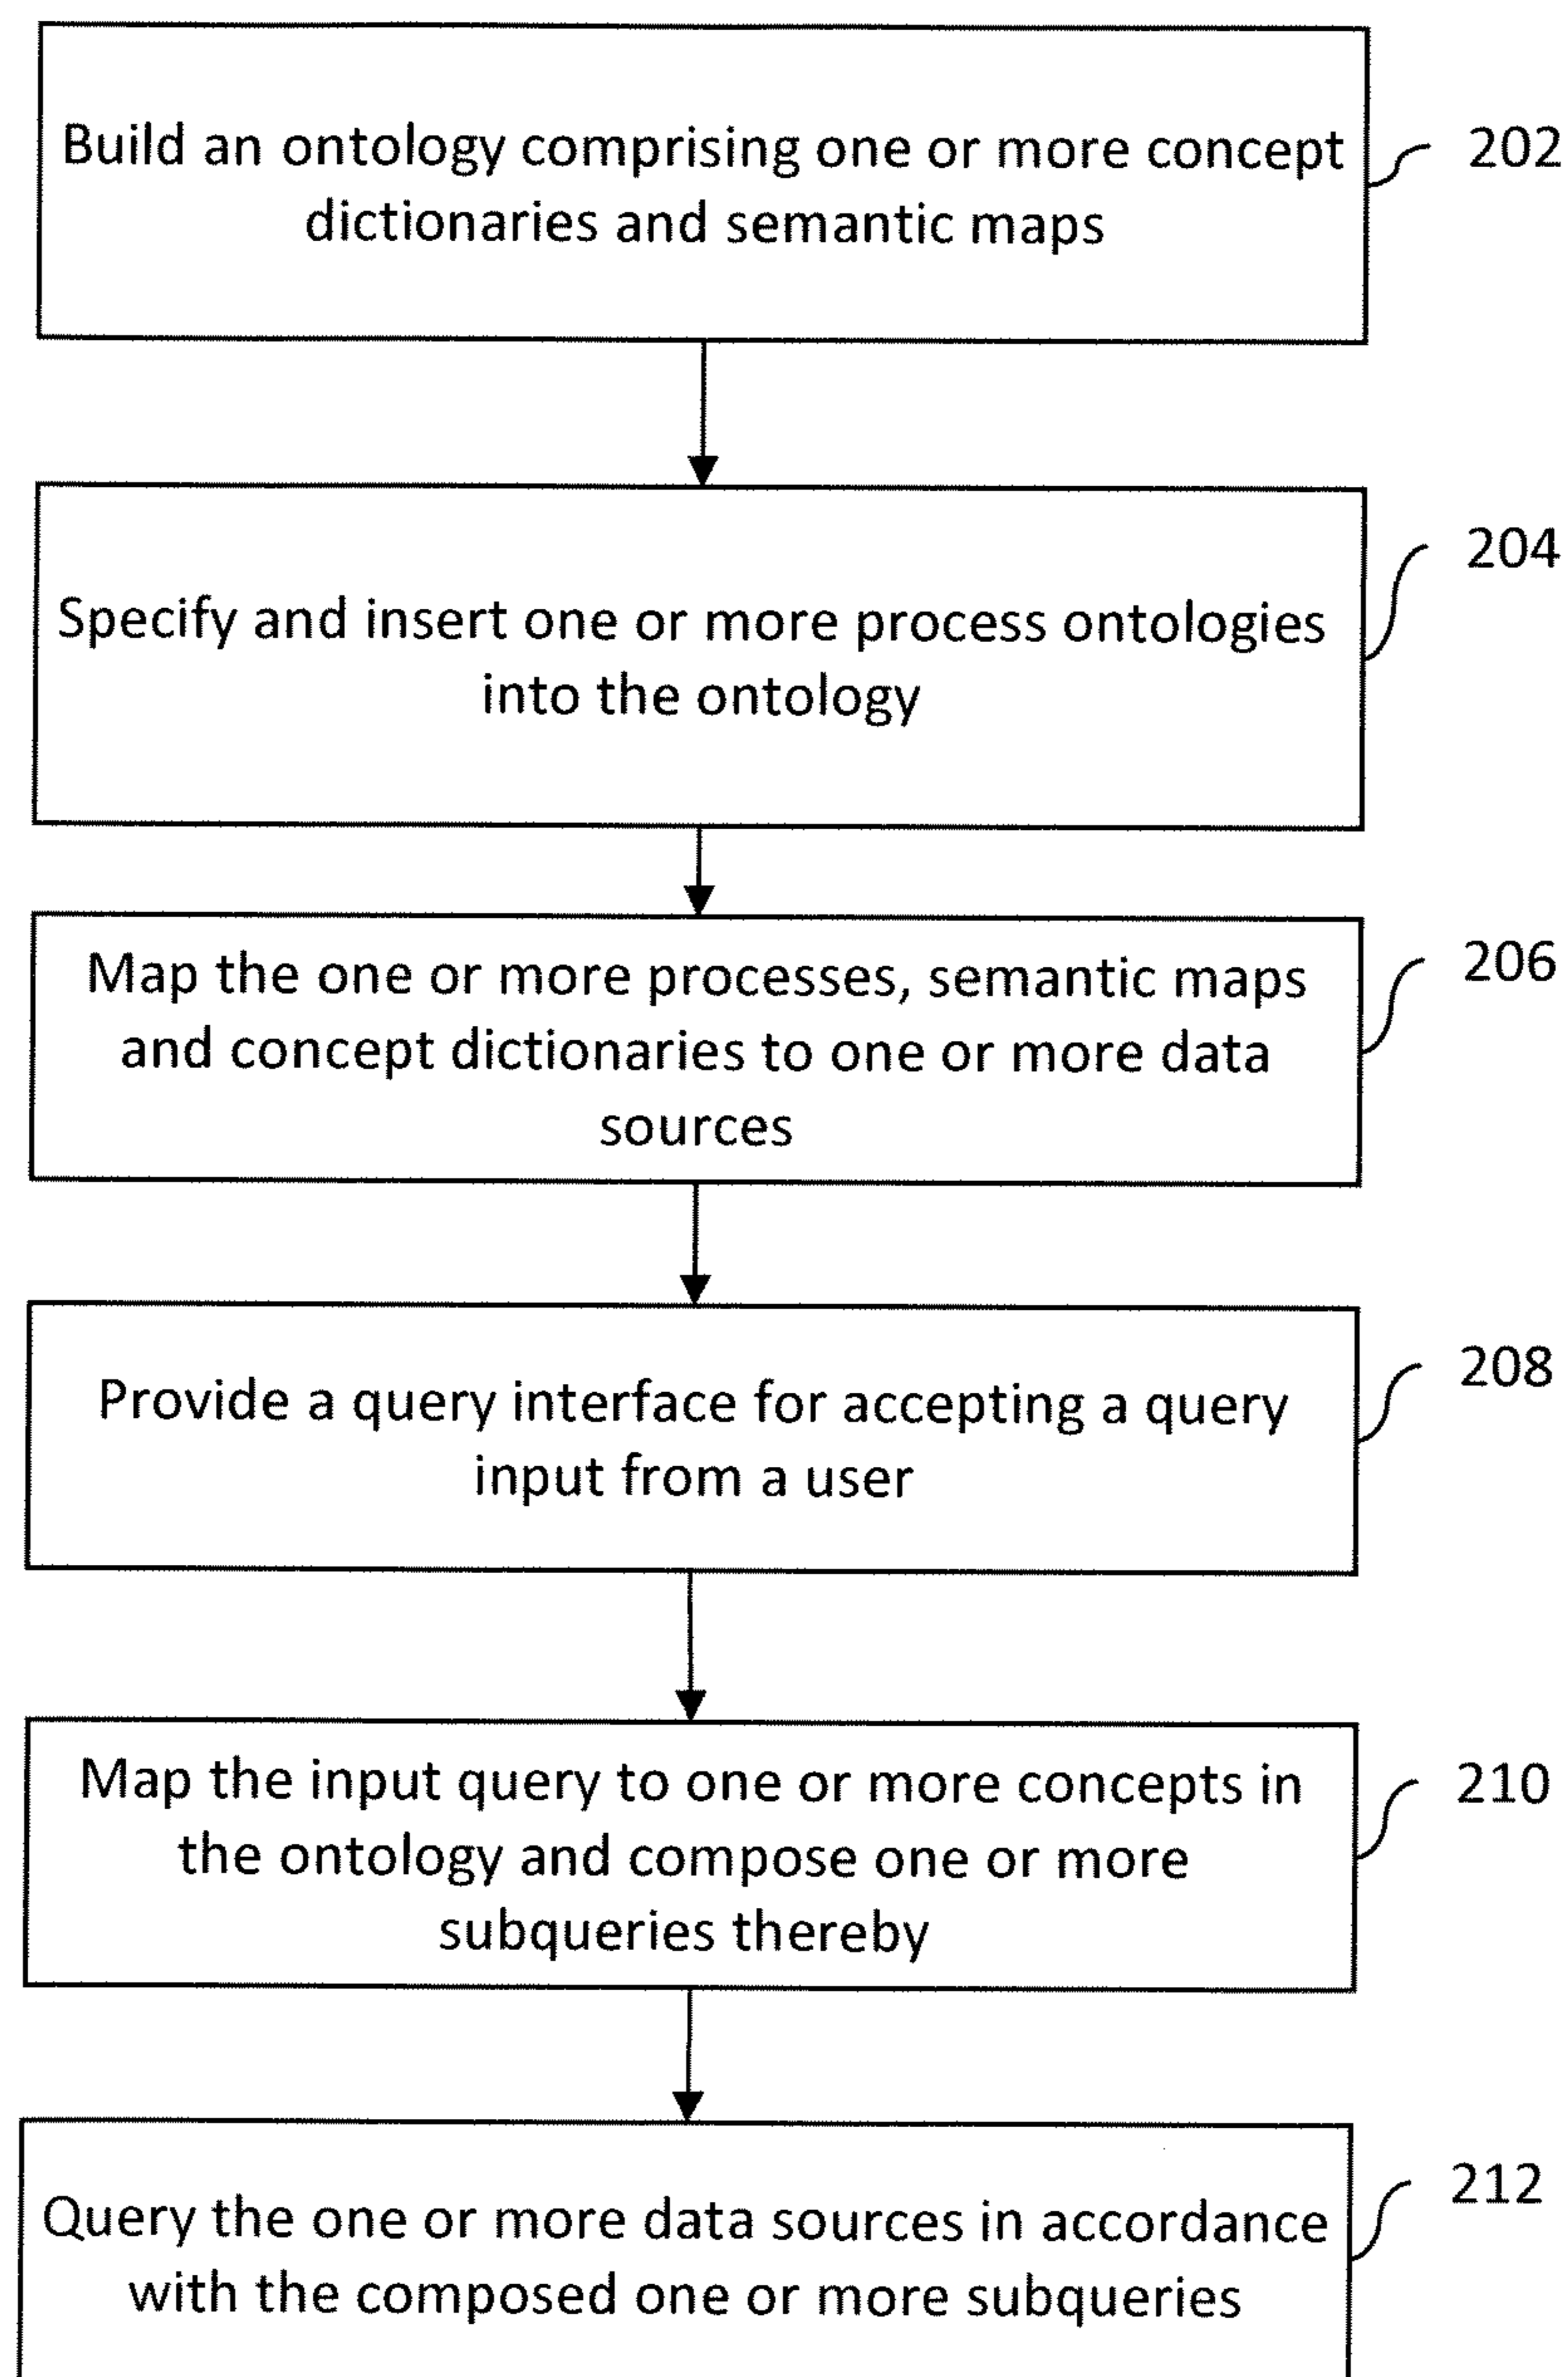 Build an ontology comprising one or more concept
dictionaries and semantic maps
202
Specify and insert one or more process ontologies
into the ontology
204
Map the one or more processes, semantic maps
and concept dictionaries to one or more data
sources
206
Provide a query interface for accepting a query
input from a user
208
Map the input query to one or more concepts in
the ontology and compose one or more
subqueries thereby
210
Query the one or more data sources in accordance
with the composed one or more subqueries
212